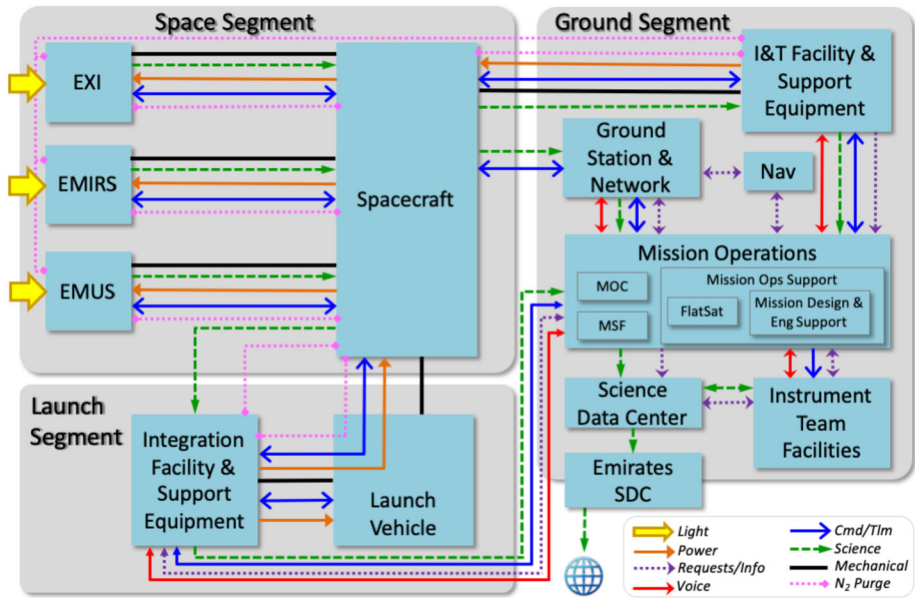 Space Segment
Ground Segment
EXI
EMIRS
EMUS
Spacecraft
I&T Facility &
Support
Equipment
Ground
Station &
Network
Nav
Mission Operations
MOC
MSF
Mission Ops Support
FlatSat
Mission Design &
Eng Support
Science
Data Center
Instrument
Team
Facilities
Emirates
SDC
Launch
Segment
Integration
Facility &
Support
Equipment
Launch
Vehicle
Light
Power
Requests/Info
Voice
Cmd/Tlm
Science
Mechanical
N₂ Purge